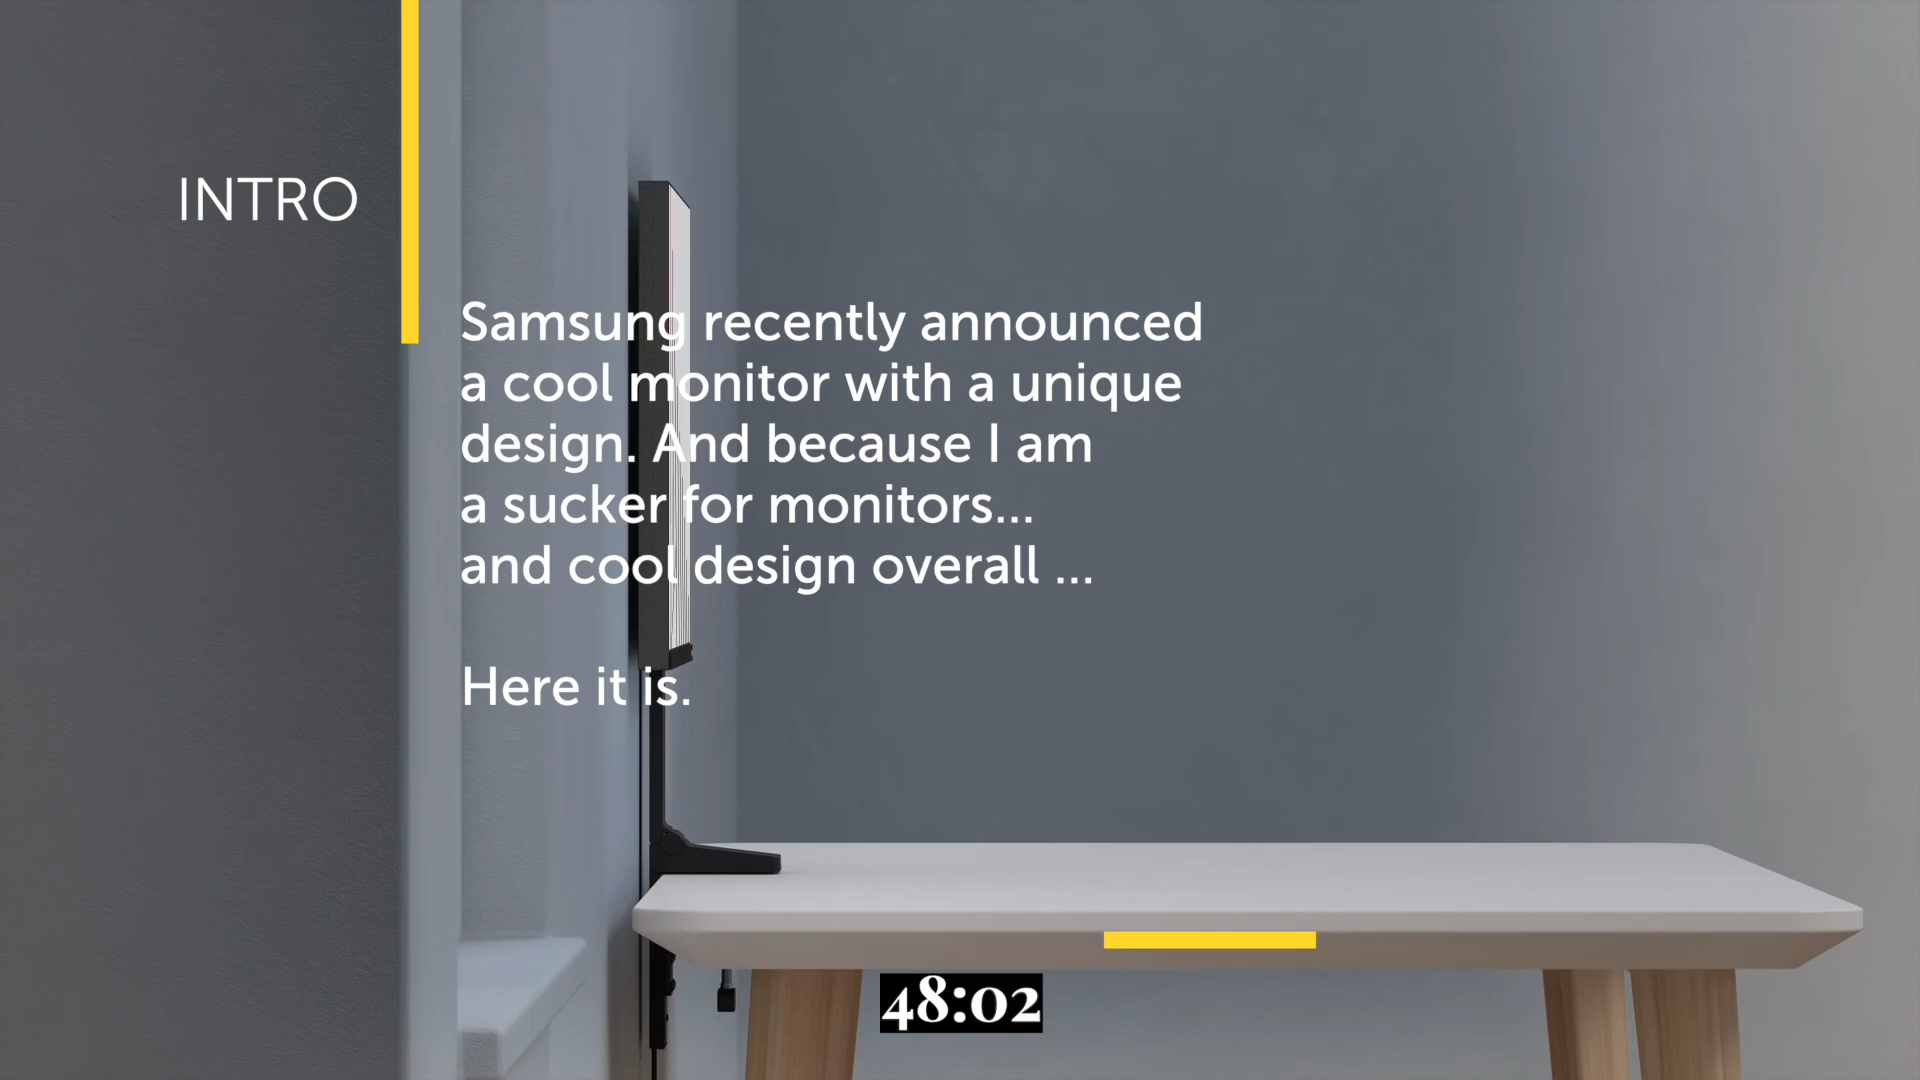 INTRO
Samsung recently announced
a cool monitor with a unique
design. And because I am
a sucker for monitors...
and cool design overall ...
Here it is.
48:02